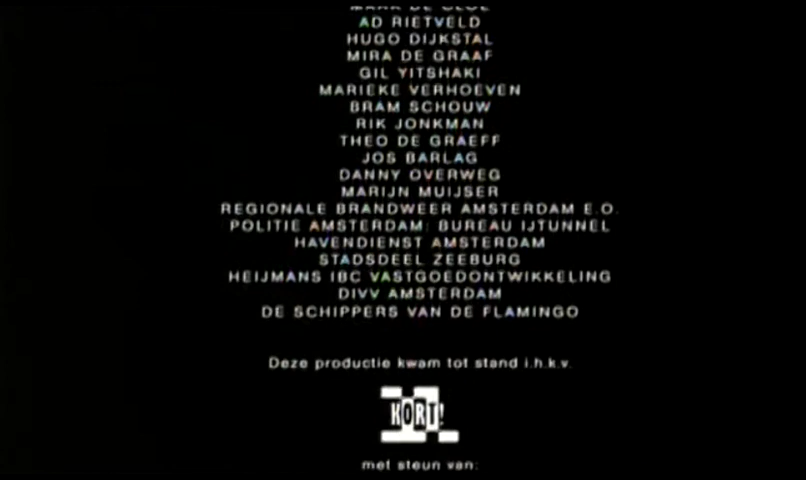 AD RIETVELD
HUGO DIJKSTAL
MIRA DE GRAAF
GIL YITSHAKI
MARIEKE VERHOEVEN
BRAM SCHOUW
RIK JONKMAN
THEO DE GRAEFF
JOS BARLAG
DANNY OVERWEG
MARIJN MUIJSER
REGIONALE BRANDWEER AMSTERDAM E.O.
POLITIE AMSTERDAM: BUREAU IJTUNNEL
HAVENDIENST AMSTERDAM
STADSDEEL ZEEBURG
HEIJMANS IBC VASTGOEDONTWIKKELING
DIVV AMSTERDAM
DE SCHIPPERS VAN DE FLAMINGO
Deze productie kwam tot stand i.h.k.v.
KORT!
met steun van: